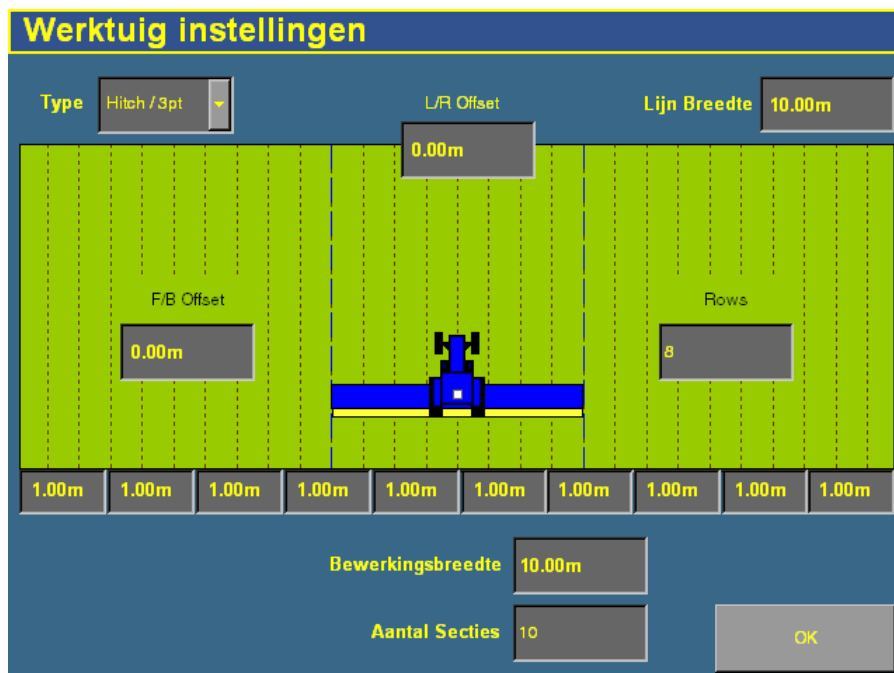 Werktuig instellingen
Type Hitch / 3pt L/R Offset Lijn Breedte 10.00m
0.00m
F/B Offset Rows
0.00m 8
1.00m 1.00m 1.00m 1.00m 1.00m 1.00m 1.00m 1.00m 1.00m 1.00m
Bewerkingsbreedte 10.00m
Aantal Secties 10
OK